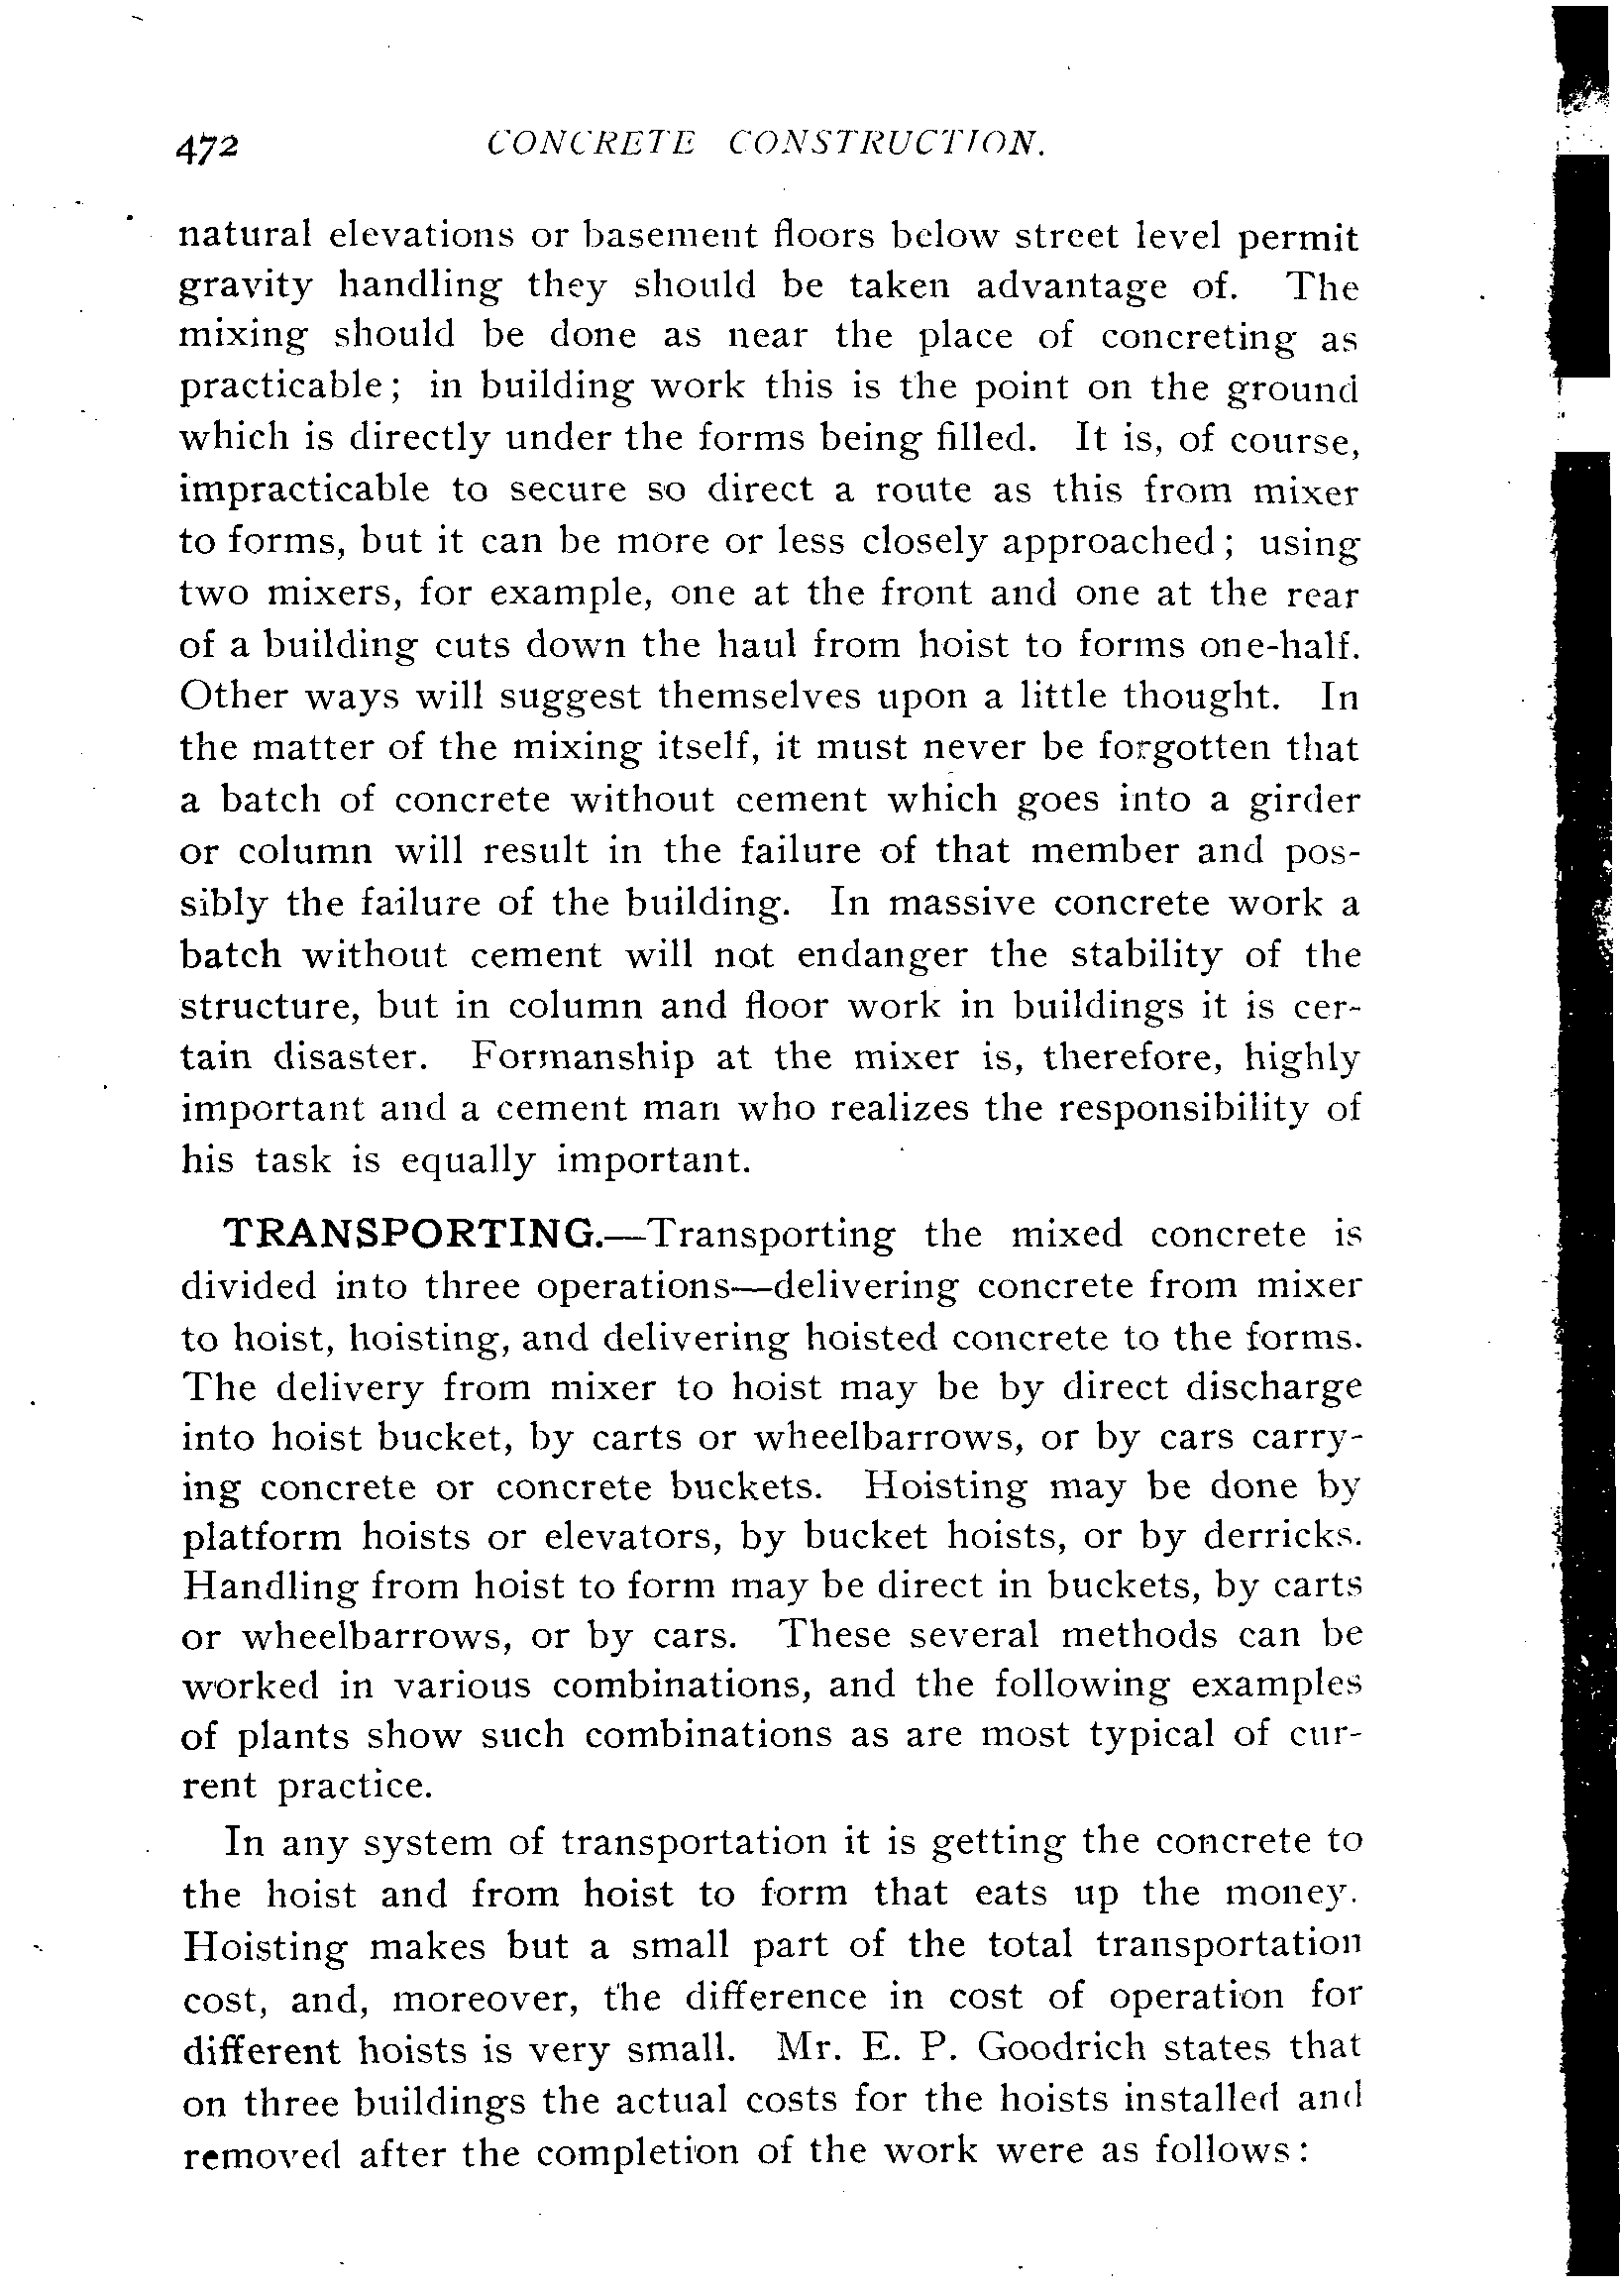 472 CONCRETE CONSTRUCTION.
natural elevations or basement floors below street level permit
gravity handling they should be taken advantage of. The
mixing should be done as near the place of concreting as
practicable; in building work this is the point on the ground
which is directly under the forms being filled. It is, of course,
impracticable to secure so direct a route as this from mixer
to forms, but it can be more or less closely approached; using
two mixers, for example, one at the front and one at the rear
of a building cuts down the haul from hoist to forms one-half.
Other ways will suggest themselves upon a little thought. In
the matter of the mixing itself, it must never be forgotten that
a batch of concrete without cement which goes into a girder
or column will result in the failure of that member and pos-
sibly the failure of the building. In massive concrete work a
batch without cement will not endanger the stability of the
structure, but in column and floor work in buildings it is cer-
tain disaster. Formanship at the mixer is, therefore, highly
important and a cement man who realizes the responsibility of
his task is equally important.
TRANSPORTING.—Transporting the mixed concrete is
divided into three operations—delivering concrete from mixer
to hoist, hoisting, and delivering hoisted concrete to the forms.
The delivery from mixer to hoist may be by direct discharge
into hoist bucket, by carts or wheelbarrows, or by cars carry-
ing concrete or concrete buckets. Hoisting may be done by
platform hoists or elevators, by bucket hoists, or by derricks.
Handling from hoist to form may be direct in buckets, by carts
or wheelbarrows, or by cars. These several methods can be
worked in various combinations, and the following examples
of plants show such combinations as are most typical of cur-
rent practice.
In any system of transportation it is getting the concrete to
the hoist and from hoist to form that eats up the money.
Hoisting makes but a small part of the total transportation
cost, and, moreover, the difference in cost of operation for
different hoists is very small. Mr. E. P. Goodrich states that
on three buildings the actual costs for the hoists installed and
removed after the completion of the work were as follows: